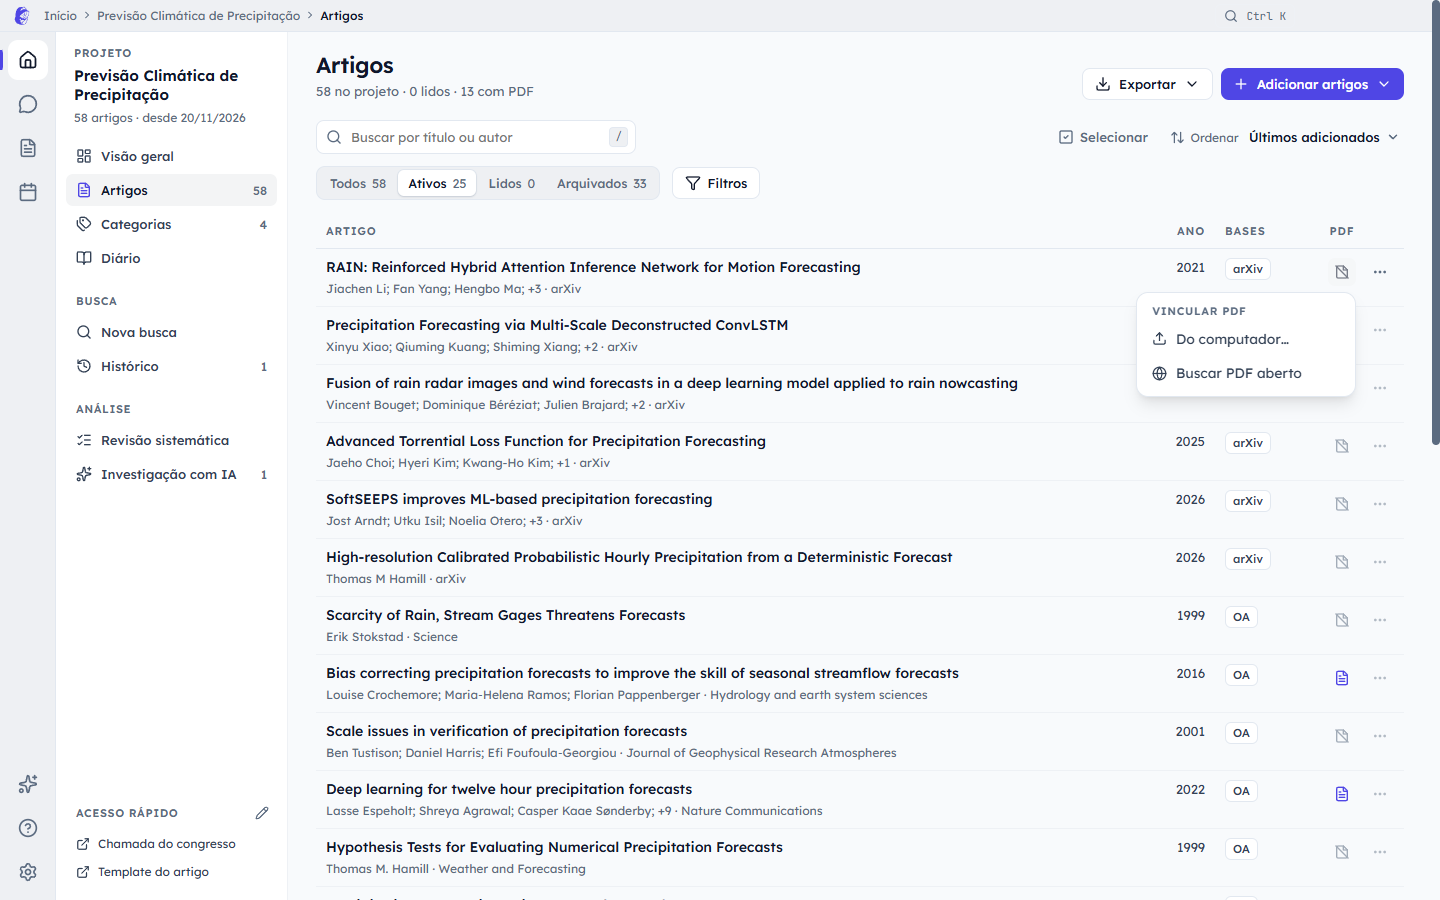 Início > Previsão Climática de Precipitação > Artigos
Ctrl K
PROJETO
Previsão Climática de
Precipitação
58 artigos · desde 20/11/2026
Visão geral
Artigos 58
Categorias 4
Diário
BUSCA
Nova busca
Histórico 1
ANÁLISE
Revisão sistemática
Investigação com IA 1
ACESSO RÁPIDO
Chamada do congresso
Template do artigo
Artigos
58 no projeto · 0 lidos · 13 com PDF
Exportar
Adicionar artigos
Buscar por título ou autor /
Selecionar
Ordenar Últimos adicionados
Todos 58 Ativos 25 Lidos 0 Arquivados 33
Filtros
ARTIGO ANO BASES PDF
RAIN: Reinforced Hybrid Attention Inference Network for Motion Forecasting 2021 arXiv
Jiachen Li; Fan Yang; Hengbo Ma; +3 · arXiv
VINCULAR PDF
Do computador…
Buscar PDF aberto
Precipitation Forecasting via Multi-Scale Deconstructed ConvLSTM
Xinyu Xiao; Qiuming Kuang; Shiming Xiang; +2 · arXiv
Fusion of rain radar images and wind forecasts in a deep learning model applied to rain nowcasting
Vincent Bouget; Dominique Béréziat; Julien Brajard; +2 · arXiv
Advanced Torrential Loss Function for Precipitation Forecasting 2025 arXiv
Jaeho Choi; Hyeri Kim; Kwang-Ho Kim; +1 · arXiv
SoftSEEPS improves ML-based precipitation forecasting 2026 arXiv
Jost Arndt; Utku Isil; Noelia Otero; +3 · arXiv
High-resolution Calibrated Probabilistic Hourly Precipitation from a Deterministic Forecast 2026 arXiv
Thomas M Hamill · arXiv
Scarcity of Rain, Stream Gages Threatens Forecasts 1999 OA
Erik Stokstad · Science
Bias correcting precipitation forecasts to improve the skill of seasonal streamflow forecasts 2016 OA
Louise Crochemore; Maria-Helena Ramos; Florian Pappenberger · Hydrology and earth system sciences
Scale issues in verification of precipitation forecasts 2001 OA
Ben Tustison; Daniel Harris; Efi Foufoula-Georgiou · Journal of Geophysical Research Atmospheres
Deep learning for twelve hour precipitation forecasts 2022 OA
Lasse Espeholt; Shreya Agrawal; Casper Kaae Sønderby; +9 · Nature Communications
Hypothesis Tests for Evaluating Numerical Precipitation Forecasts 1999 OA
Thomas M. Hamill · Weather and Forecasting